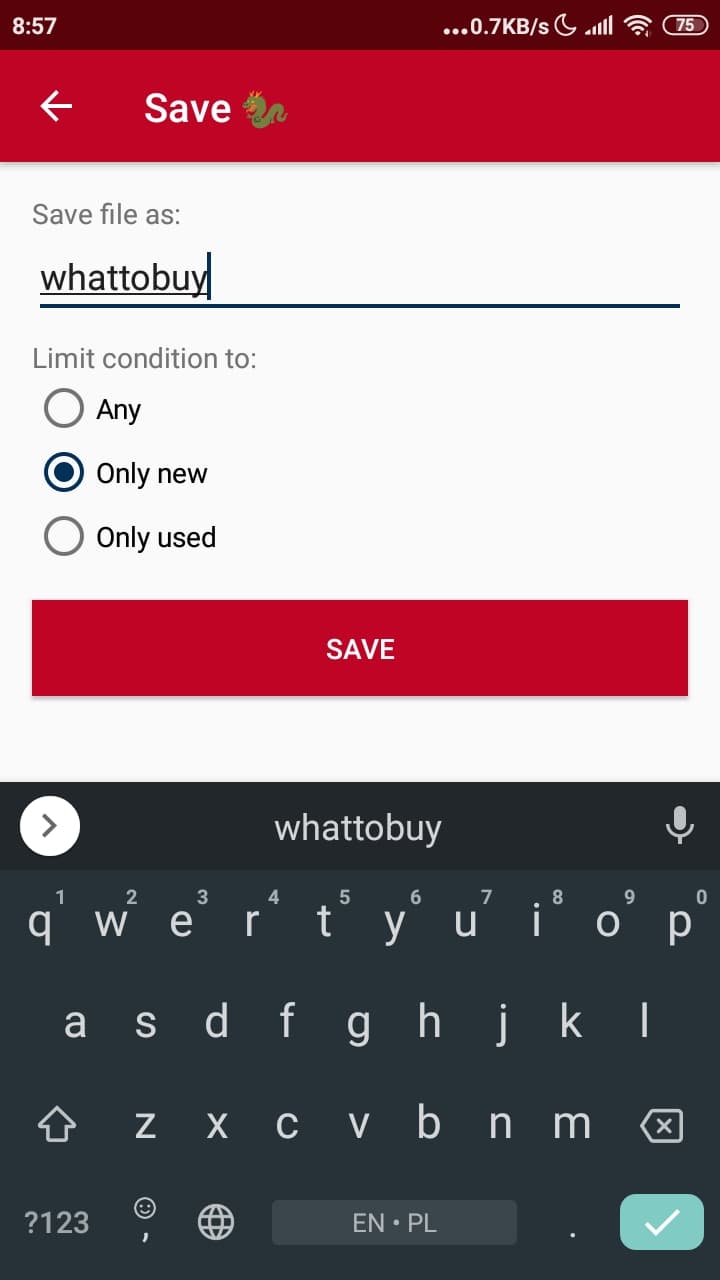 8:57 ...0.7KB/s 75
Save 🐉
Save file as:
whattobuy
Limit condition to:
Any
Only new
Only used
SAVE
whattobuy
1 2 3 4 5 6 7 8 9 0
q w e r t y u i o p
a s d f g h j k l
z x c v b n m
?123 , EN • PL .